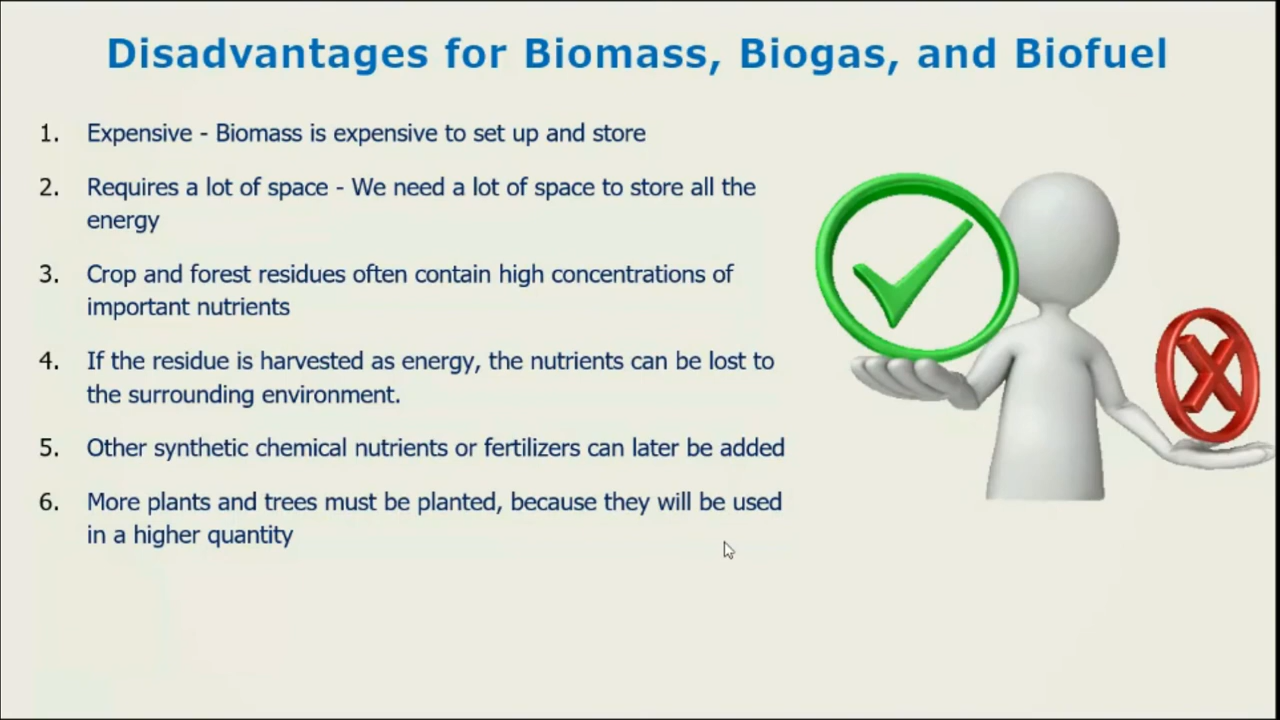 Disadvantages for Biomass, Biogas, and Biofuel
1. Expensive - Biomass is expensive to set up and store
2. Requires a lot of space - We need a lot of space to store all the
energy
3. Crop and forest residues often contain high concentrations of
important nutrients
4. If the residue is harvested as energy, the nutrients can be lost to
the surrounding environment.
5. Other synthetic chemical nutrients or fertilizers can later be added
6. More plants and trees must be planted, because they will be used
in a higher quantity